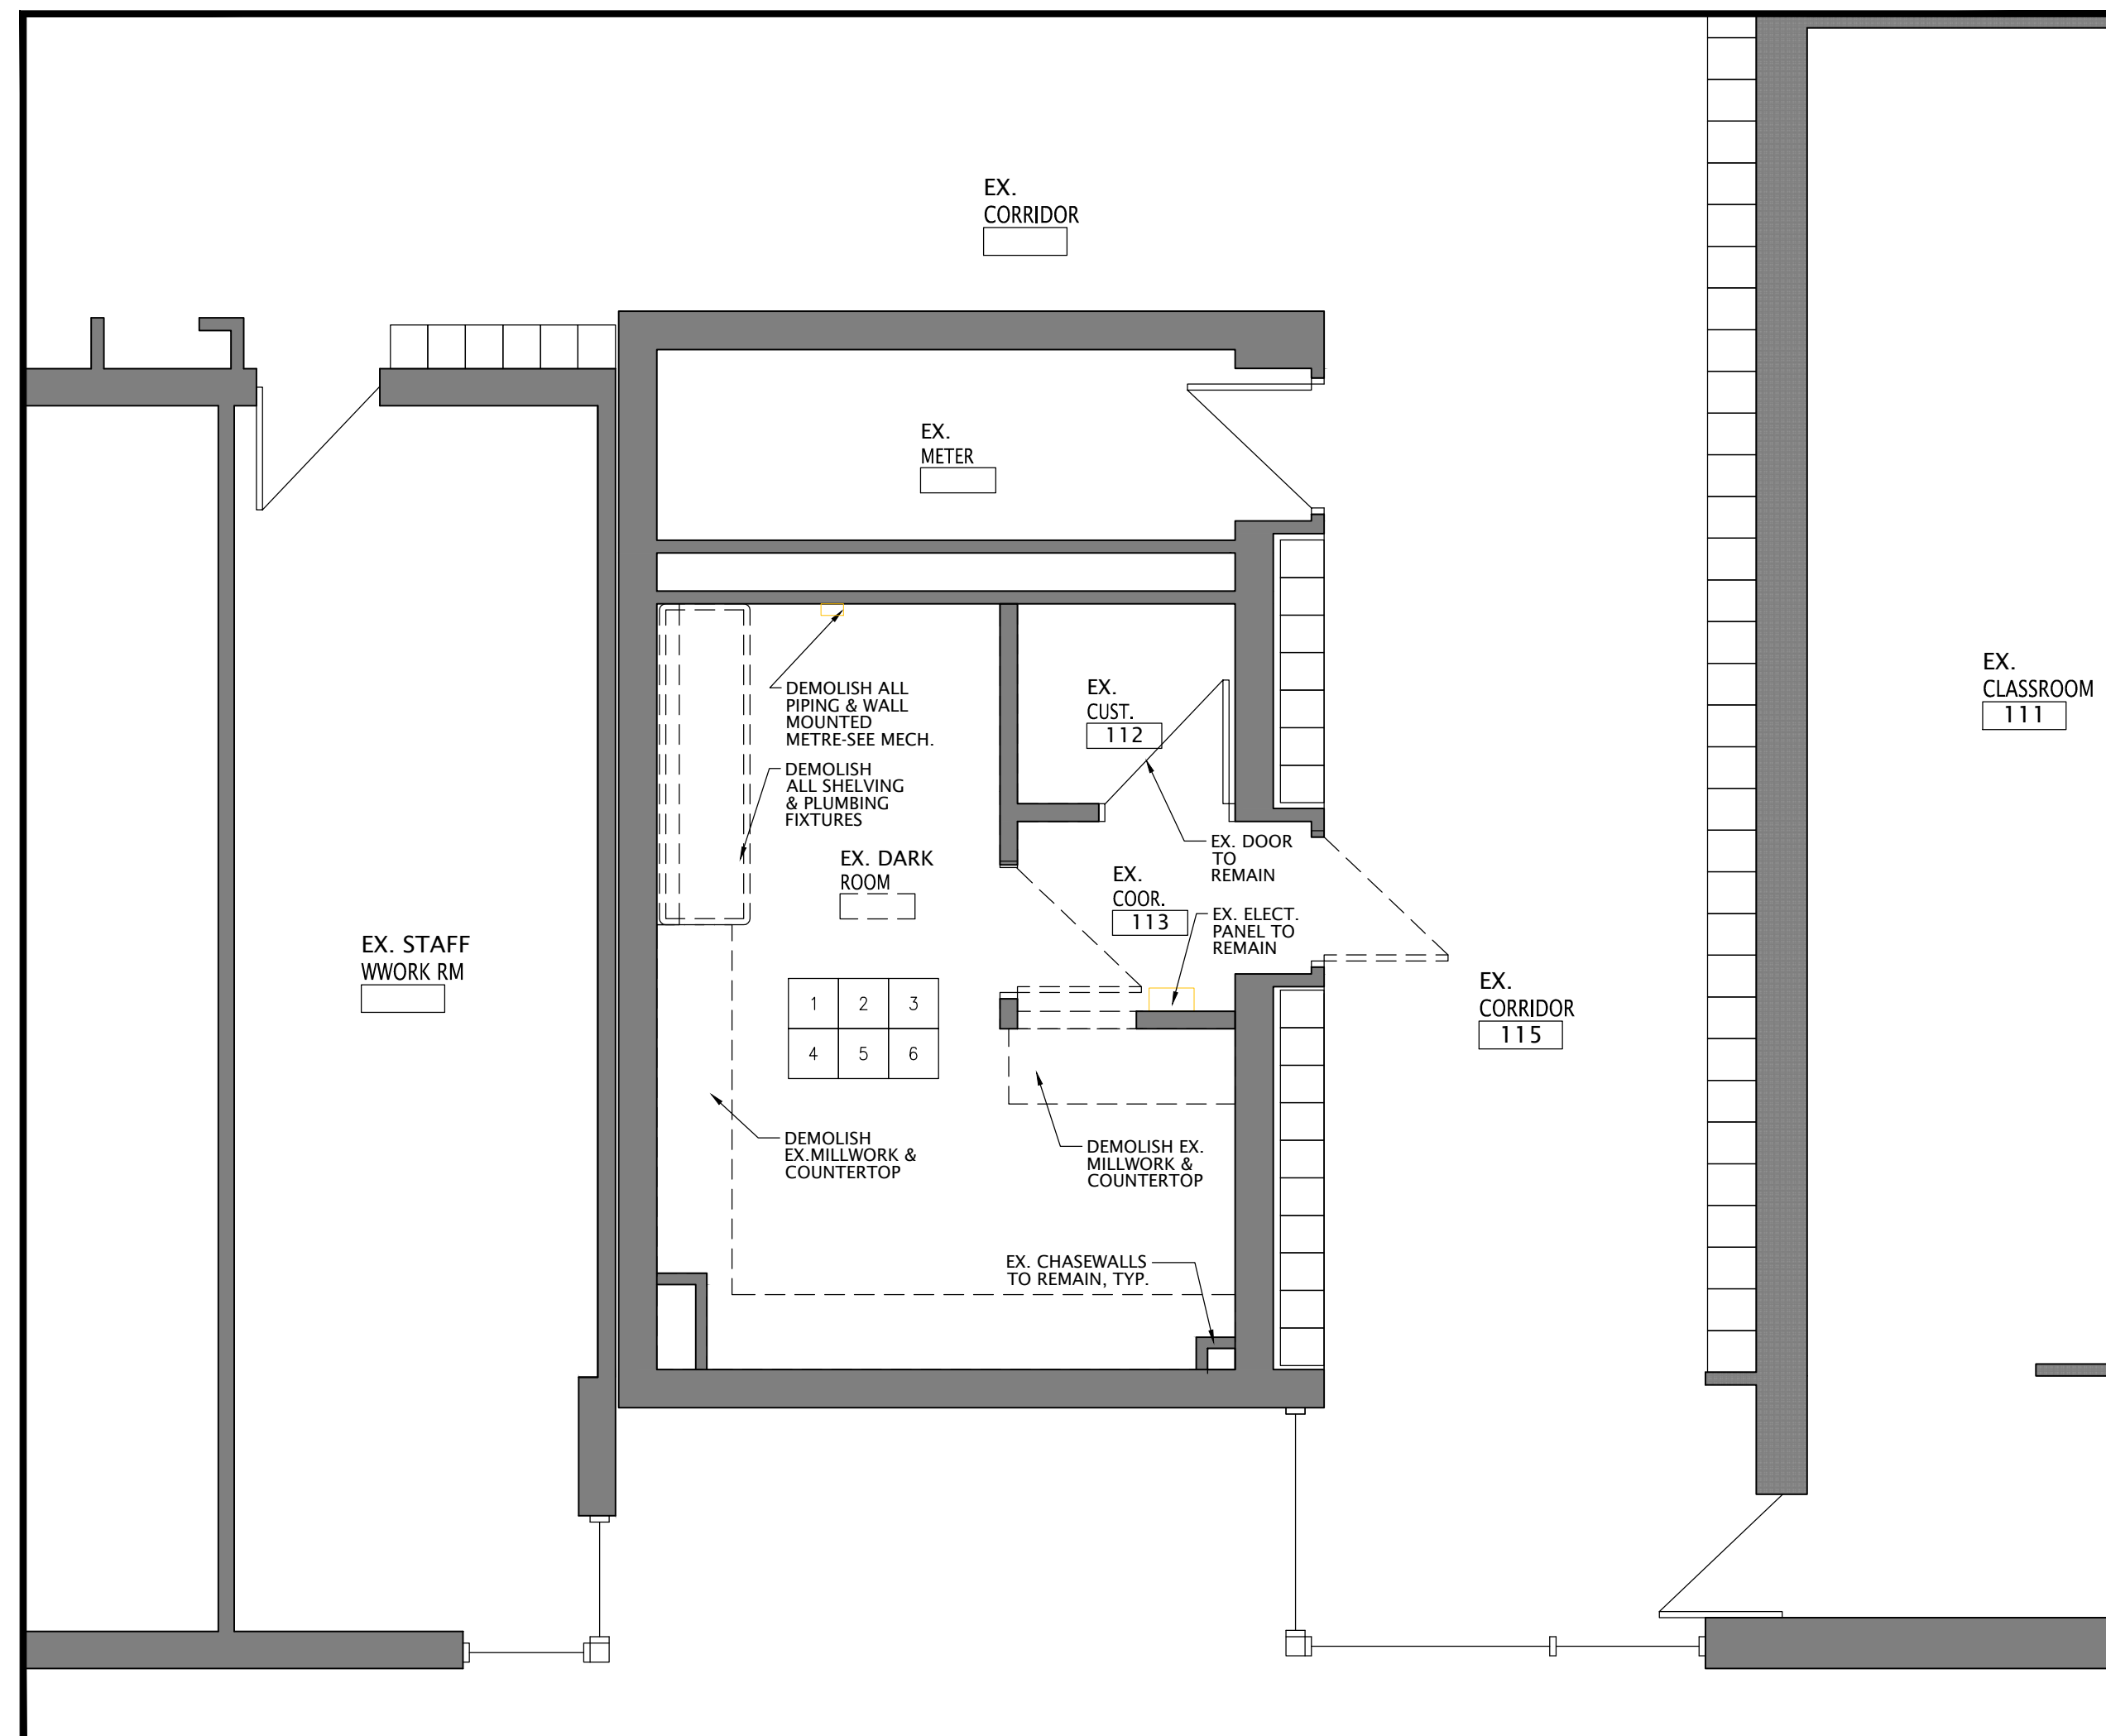 EX.
CORRIDOR
EX.
METER
EX.
CLASSROOM
111
DEMOLISH ALL
PIPING & WALL
MOUNTED
METRE-SEE MECH.
EX.
CUST.
112
DEMOLISH
ALL SHELVING
& PLUMBING
FIXTURES
EX. DOOR
TO
REMAIN
EX. DARK
ROOM
EX.
COOR.
113
EX. ELECT.
PANEL TO
REMAIN
EX. STAFF
WWORK RM
EX.
CORRIDOR
115
1 2 3
4 5 6
DEMOLISH
EX.MILLWORK &
COUNTERTOP
DEMOLISH EX.
MILLWORK &
COUNTERTOP
EX. CHASEWALLS
TO REMAIN, TYP.